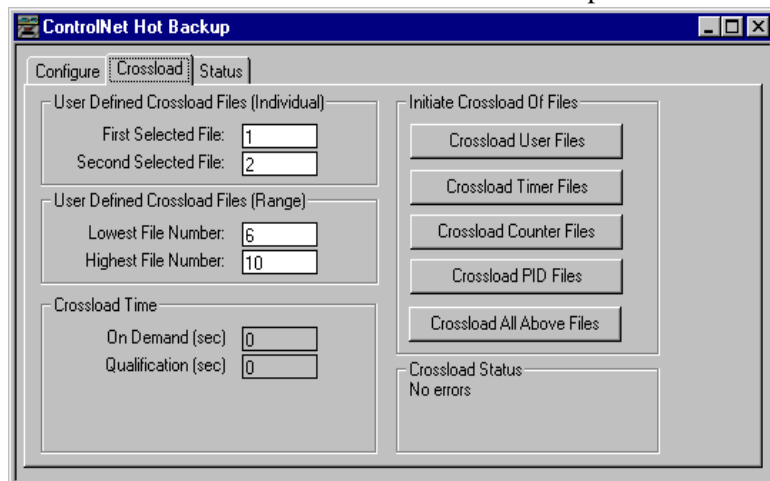 ControlNet Hot Backup
Configure Crossload Status
User Defined Crossload Files (Individual)
First Selected File: 1
Second Selected File: 2
User Defined Crossload Files (Range)
Lowest File Number: 6
Highest File Number: 10
Crossload Time
On Demand (sec) 0
Qualification (sec) 0
Initiate Crossload Of Files
Crossload User Files
Crossload Timer Files
Crossload Counter Files
Crossload PID Files
Crossload All Above Files
Crossload Status
No errors